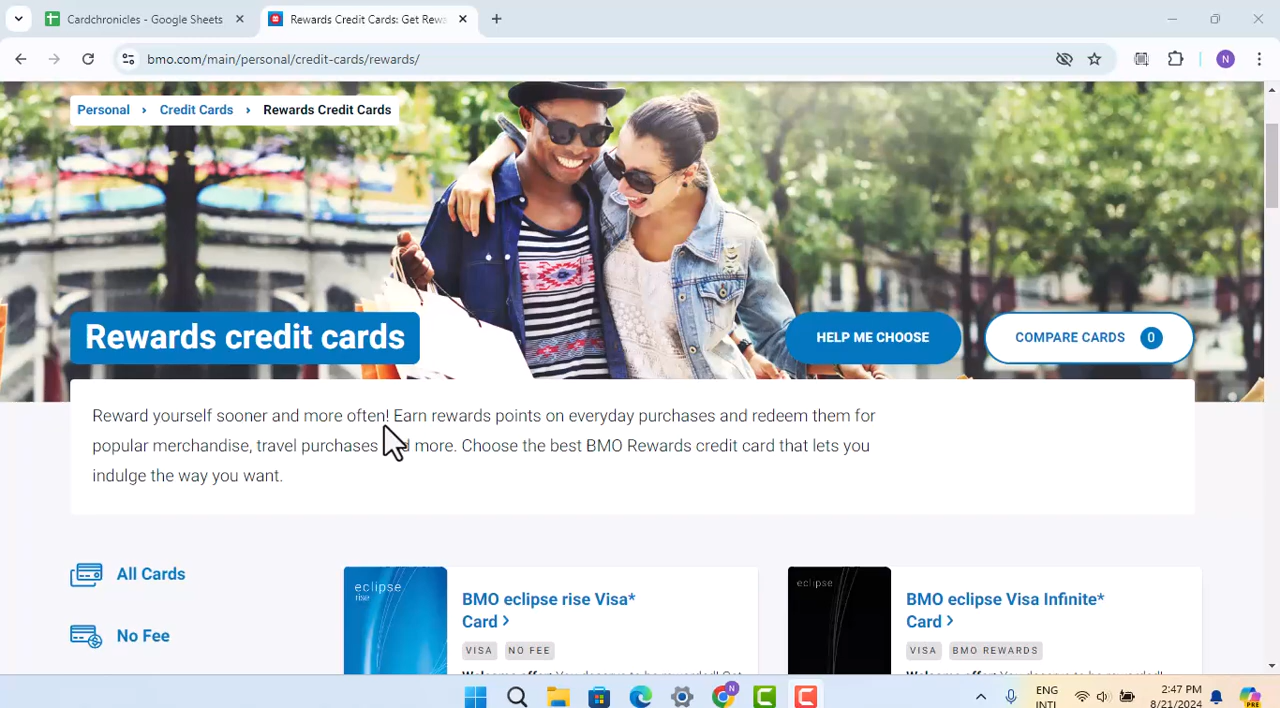 Cardchronicles - Google Sheets
Rewards Credit Cards: Get Rewa
bmo.com/main/personal/credit-cards/rewards/
N
Personal › Credit Cards › Rewards Credit Cards
Rewards credit cards
HELP ME CHOOSE
COMPARE CARDS 0
Reward yourself sooner and more often! Earn rewards points on everyday purchases and redeem them for
popular merchandise, travel purchases more. Choose the best BMO Rewards credit card that lets you
indulge the way you want.
All Cards
No Fee
eclipse
rise
BMO eclipse rise Visa*
Card ›
VISA NO FEE
eclipse
BMO eclipse Visa Infinite*
Card ›
VISA BMO REWARDS
N
ENG
INTL
2:47 PM
8/21/2024
PRE